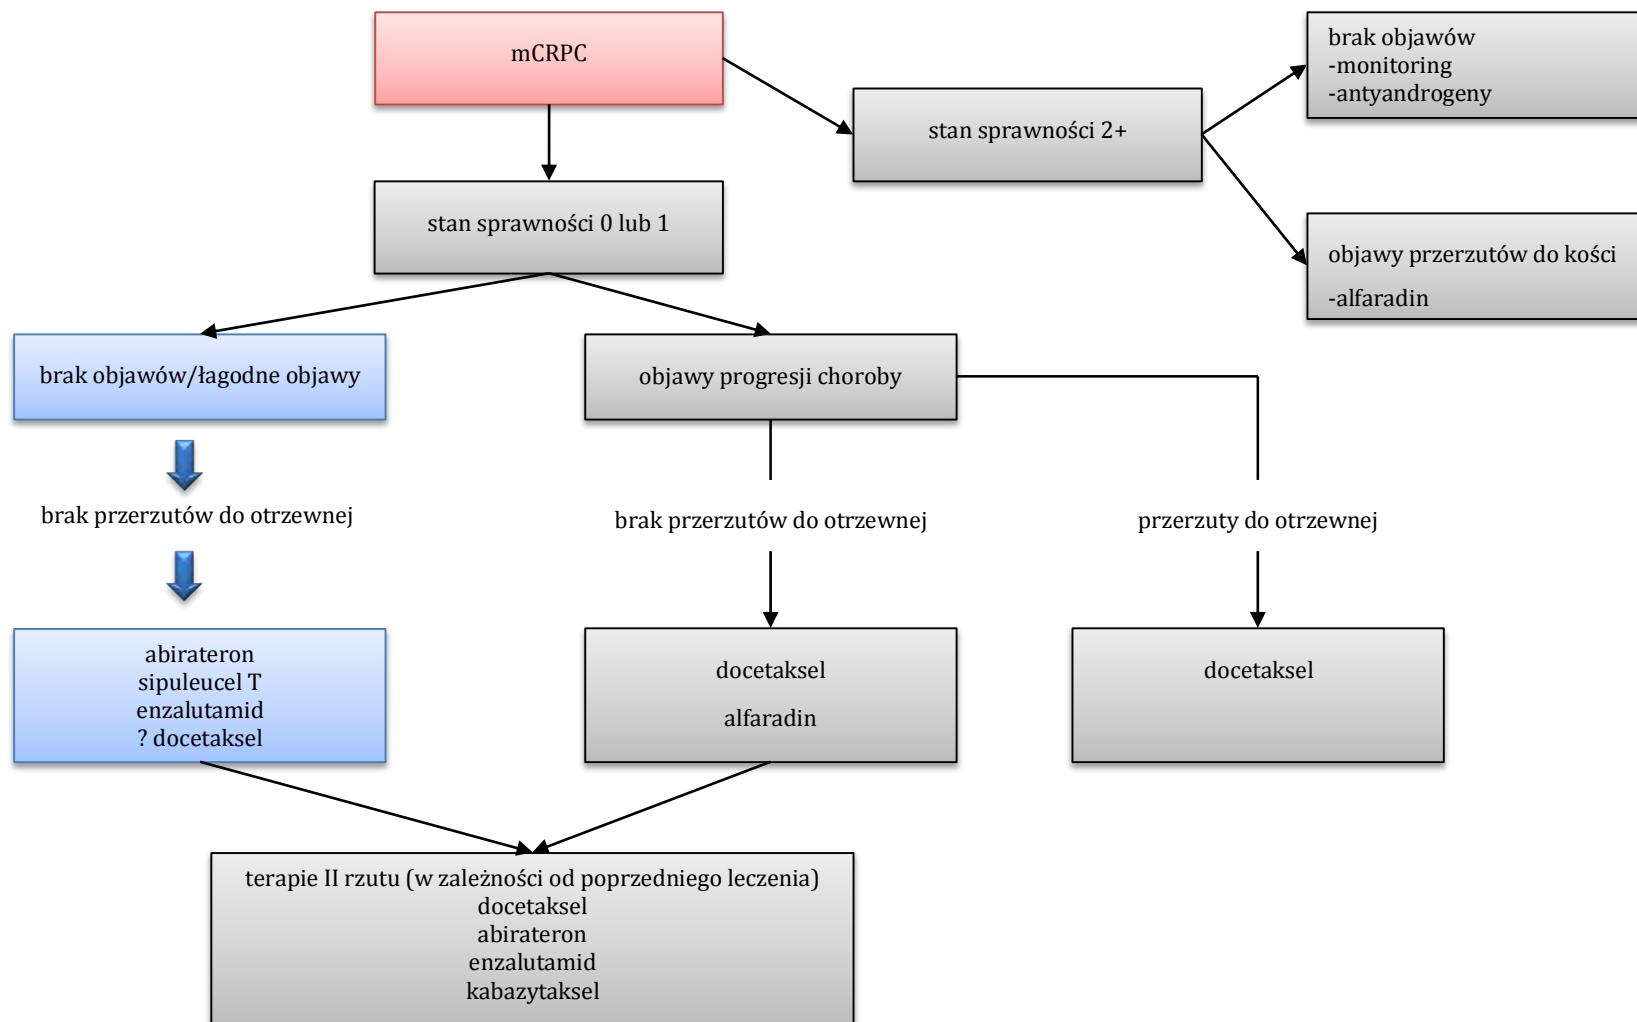 mCRPC
brak objawów
-monitoring
-antyandrogeny
stan sprawności 2+
stan sprawności 0 lub 1
objawy przerzutów do kości
-alfaradin
brak objawów/łagodne objawy
objawy progresji choroby
brak przerzutów do otrzewnej
brak przerzutów do otrzewnej
przerzuty do otrzewnej
abirateron
sipuleucel T
enzalutamid
? docetaksel
docetaksel
alfaradin
docetaksel
terapie II rzutu (w zależności od poprzedniego leczenia)
docetaksel
abirateron
enzalutamid
kabazytaksel